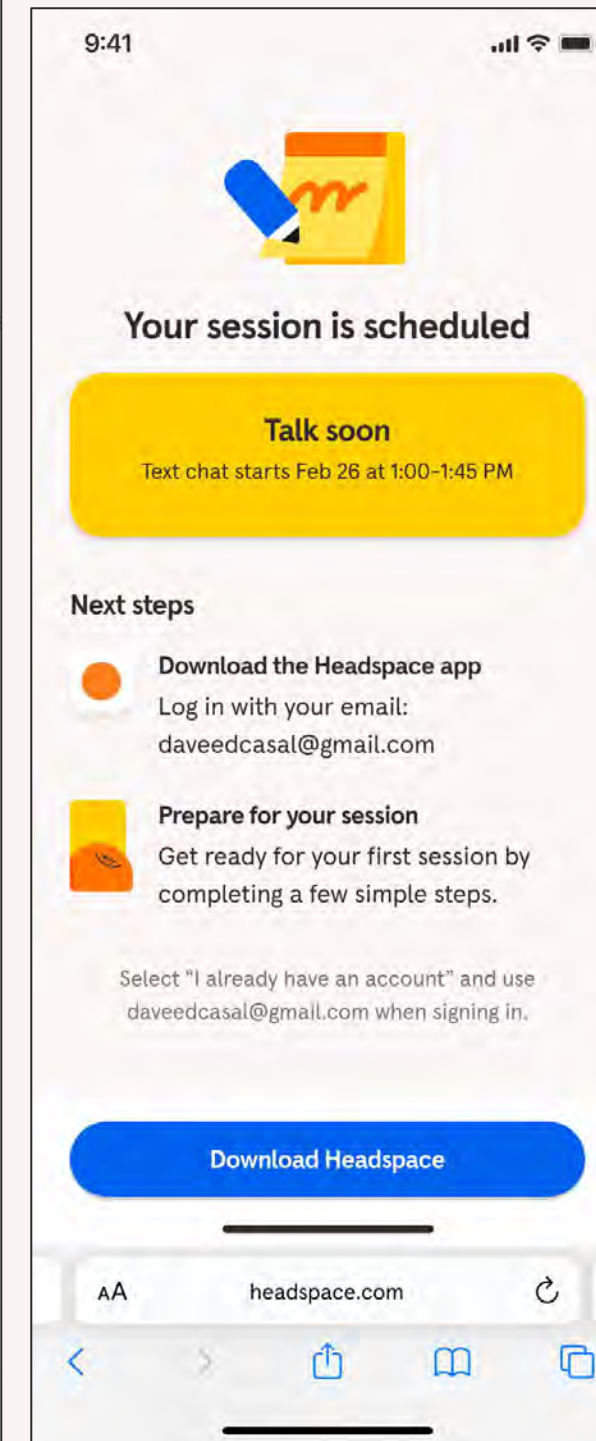 9:41
Your session is scheduled
Talk soon
Text chat starts Feb 26 at 1:00-1:45 PM
Next steps
Download the Headspace app
Log in with your email:
daveedcasal@gmail.com
Prepare for your session
Get ready for your first session by
completing a few simple steps.
Select “I already have an account” and use
daveedcasal@gmail.com when signing in.
Download Headspace
AA headspace.com